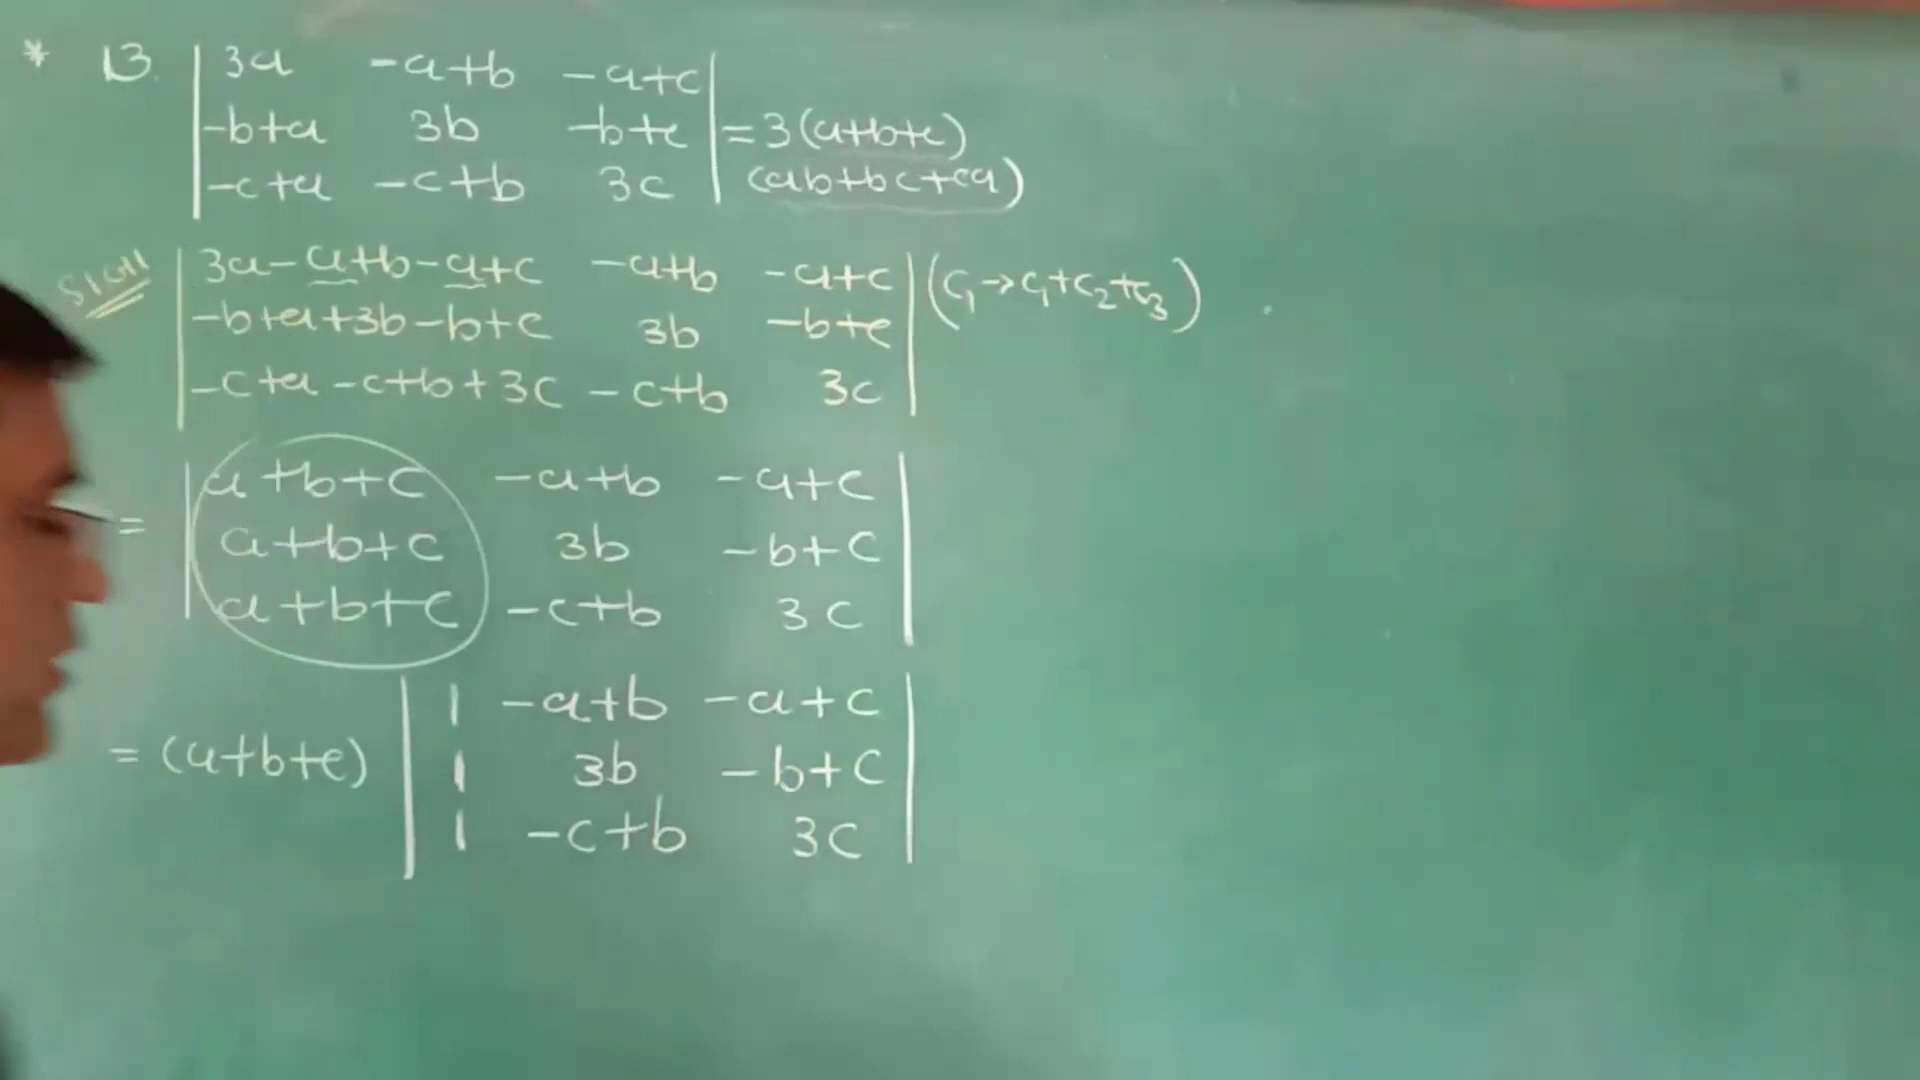 * 13. | 3a -a+b -a+c |
| -b+a 3b -b+c | = 3(a+b+c)
| -c+a -c+b 3c | (ab+bc+ca)
Sol^n | 3a-a+b-a+c -a+b -a+c | (C₁→C₁+C₂+C₃)
| -b+a+3b-b+c 3b -b+c |
| -c+a-c+b+3c -c+b 3c |
| a+b+c -a+b -a+c |
= | a+b+c 3b -b+c |
| a+b+c -c+b 3c |
| 1 -a+b -a+c |
= (a+b+c) | 1 3b -b+c |
| 1 -c+b 3c |